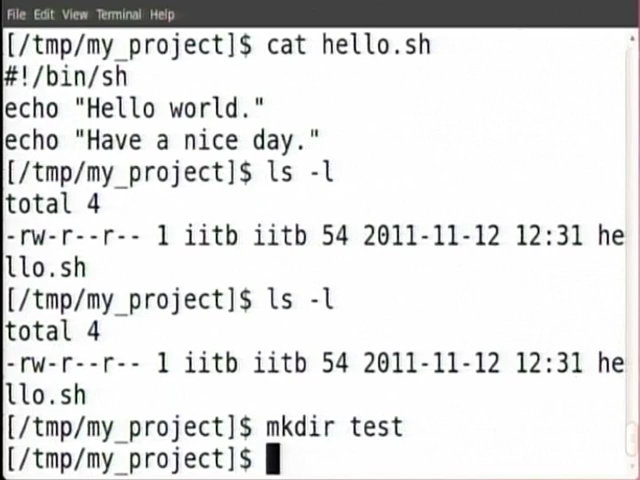 File Edit View Terminal Help
[/tmp/my_project]$ cat hello.sh
#!/bin/sh
echo "Hello world."
echo "Have a nice day."
[/tmp/my_project]$ ls -l
total 4
-rw-r--r-- 1 iitb iitb 54 2011-11-12 12:31 he
llo.sh
[/tmp/my_project]$ ls -l
total 4
-rw-r--r-- 1 iitb iitb 54 2011-11-12 12:31 he
llo.sh
[/tmp/my_project]$ mkdir test
[/tmp/my_project]$